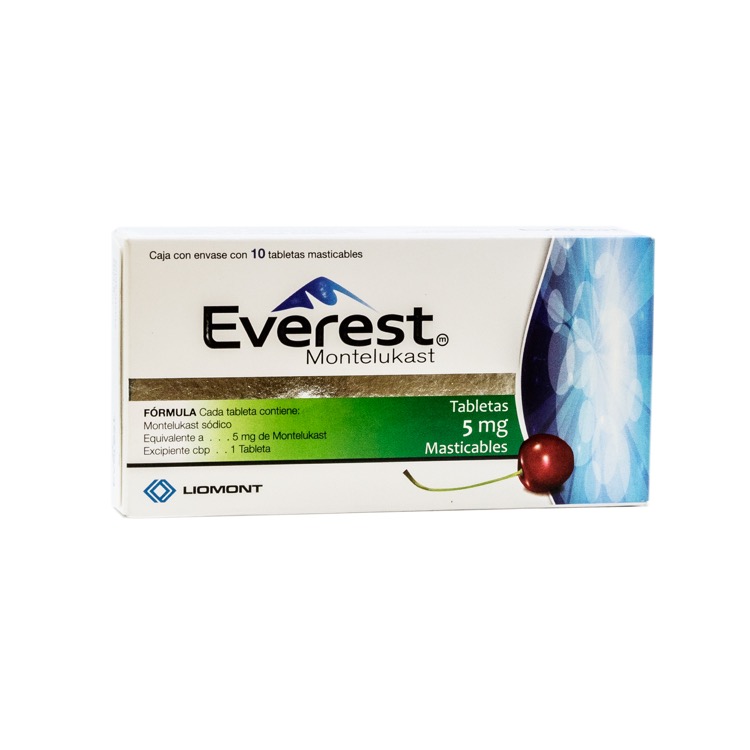 Caja con envase con 10 tabletas masticables
Everest ⓜ
Montelukast
FÓRMULA Cada tableta contiene:
Montelukast sódico
Equivalente a . . . 5 mg de Montelukast
Excipiente cbp . . 1 Tableta
Tabletas
5 mg
Masticables
LIOMONT